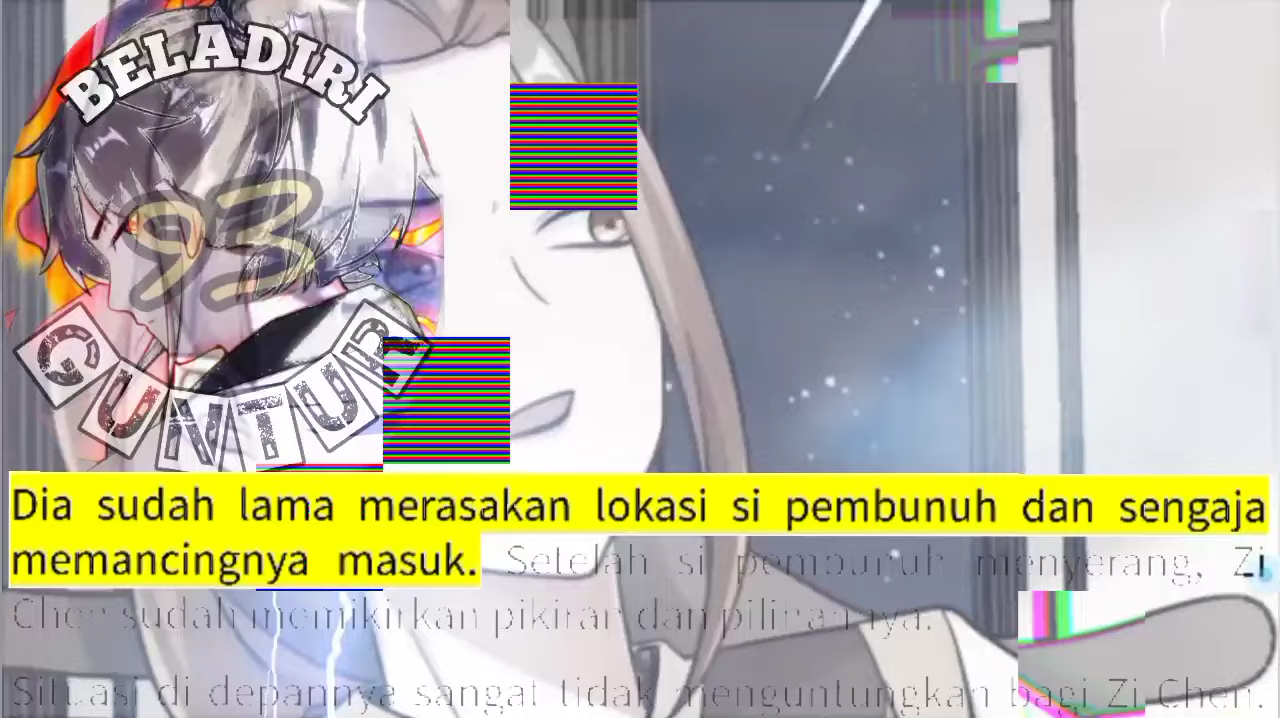 BELADIRI
93
GUNTUR
Dia sudah lama merasakan lokasi si pembunuh dan sengaja
memancingnya masuk. Setelah si pembunuh menyerang, Zi
Chen sudah memikirkan pikiran dan pilihannya.
Situasi di depannya sangat tidak menguntungkan bagi Zi Chen.